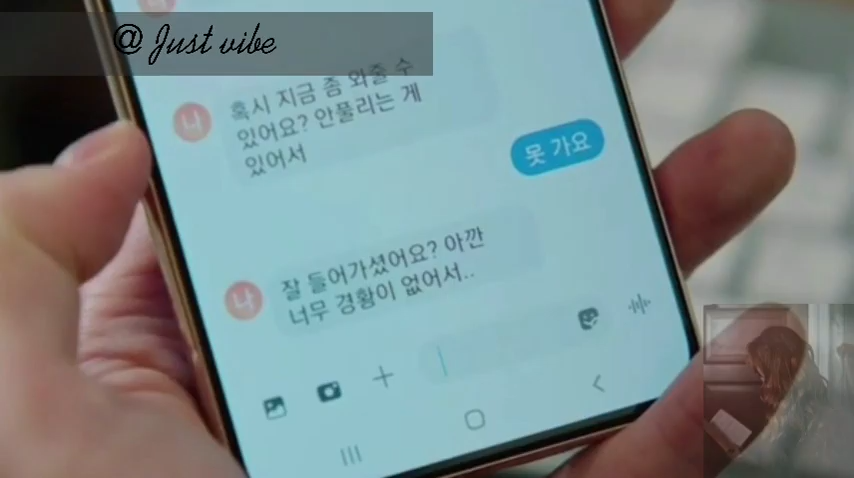 @ Just vibe
나
혹시 지금 좀 와줄 수
있어요? 안풀리는 게
있어서
못 가요
나
잘 들어가셨어요? 아깐
너무 경황이 없어서..